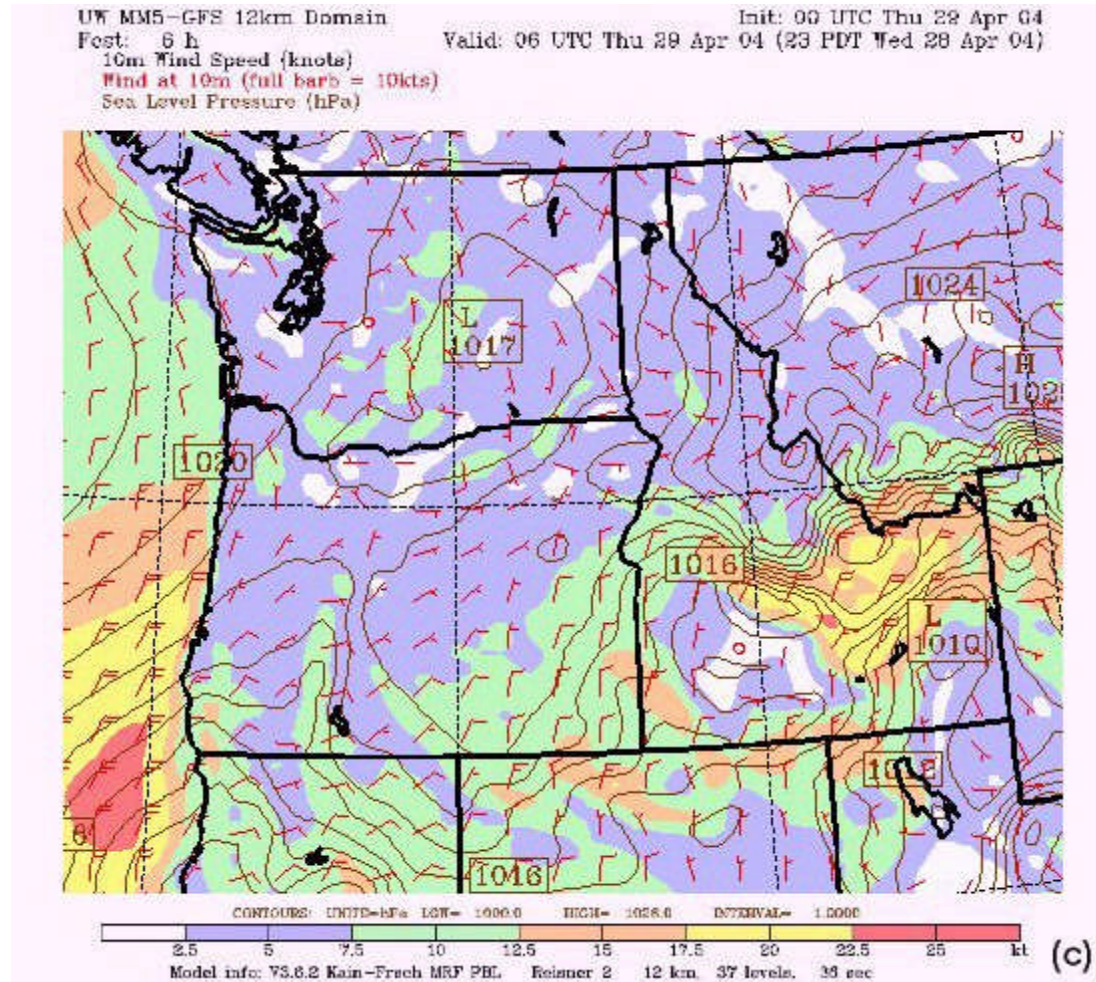 UW MM5-GFS 12km Domain Init: 00 UTC Thu 29 Apr 04
Fcst: 6 h Valid: 06 UTC Thu 29 Apr 04 (23 PDT Wed 28 Apr 04)
10m Wind Speed (knots)
Wind at 10m (full barb = 10kts)
Sea Level Pressure (hPa)
1024
L
1017
H
1020
1016
L
1010
6
1016
CONTOURS: UNITS=hPa LOW= HIGH= 1028.0 INTERVAL= 1.0000
2.5 5 7.5 10 12.5 15 17.5 20 22.5 25 kt
(c)
Model info: V3.6.2 Kain-Frsch MRF PBL Reisner 2 12 km, 37 levels, 36 sec